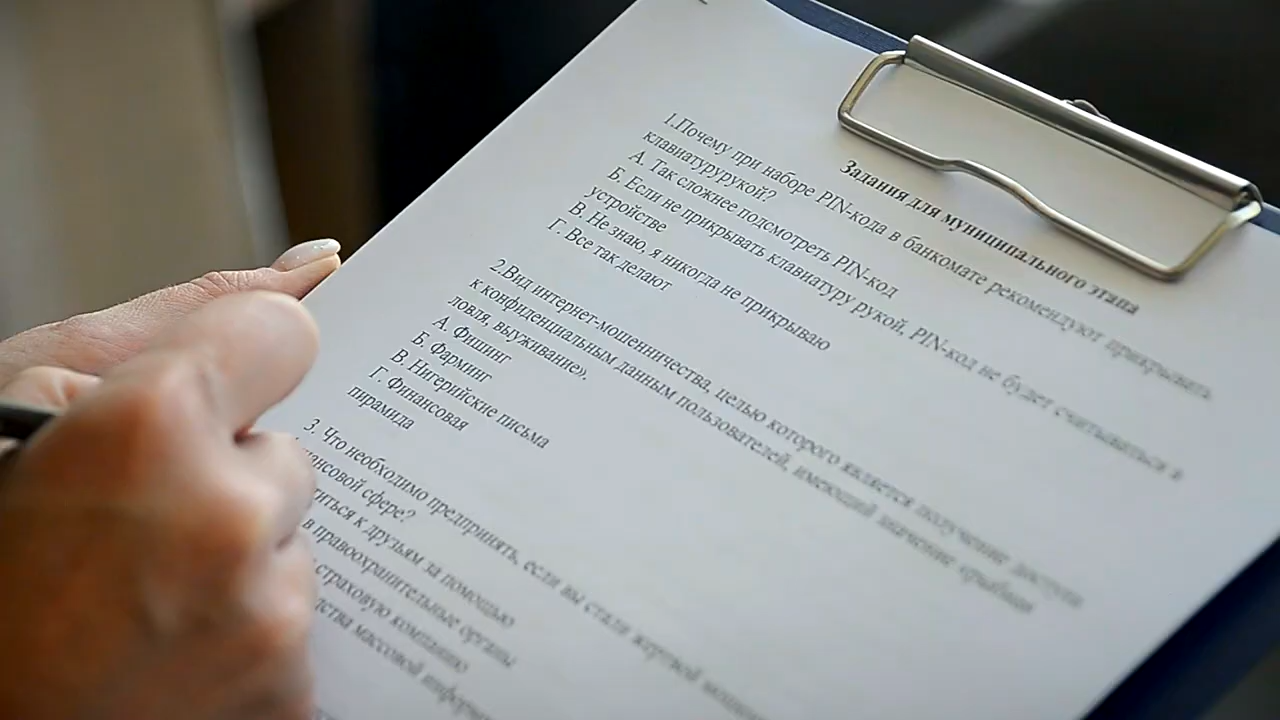 Задания для муниципального этапа
1.Почему при наборе PIN-кода в банкомате рекомендуют прикрывать
клавиатурурукой?
А. Так сложнее подсмотреть PIN-код
Б. Если не прикрывать клавиатуру рукой, PIN-код не будет считываться в
устройстве
В. Не знаю, я никогда не прикрываю
Г. Все так делают
2.Вид интернет-мошенничества, целью которого является получение доступа
к конфиденциальным данным пользователей, имеющий значение «рыбная
ловля, выуживание».
А. Фишинг
Б. Фарминг
В. Нигерийские письма
Г. Финансовая
пирамида
3. Что необходимо предпринять, если вы стали жертвой
нансовой сфере?
титься к друзьям за помощью
в правоохранительные органы
страховую компанию
дства массовой